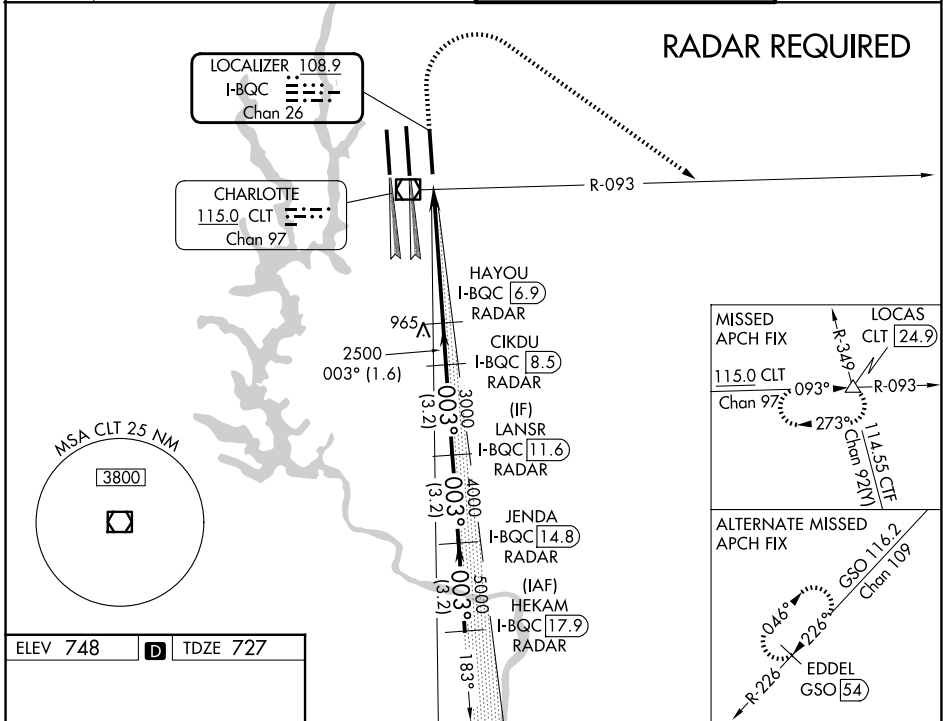 RADAR REQUIRED
LOCALIZER 108.9
I-BQC
Chan 26
CHARLOTTE
115.0 CLT
Chan 97
R-093
HAYOU
I-BQC 6.9
RADAR
965
2500
003° (1.6)
CIKDU
I-BQC 8.5
RADAR
003°
(3.2)
3000
(IF)
LANSR
I-BQC 11.6
RADAR
003°
(3.2)
4000
JENDA
I-BQC 14.8
RADAR
003°
(3.2)
5000
(IAF)
HEKAM
I-BQC 17.9
RADAR
183°
MSA CLT 25 NM
3800
MISSED
APCH FIX
LOCAS
CLT 24.9
R-349
115.0 CLT
Chan 97
093°
R-093
273°
114.55 CTF
Chan 92(Y)
ALTERNATE MISSED
APCH FIX
GSO 116.2
Chan 109
046°
226°
R-226
EDDEL
GSO 54
ELEV 748 D TDZE 727